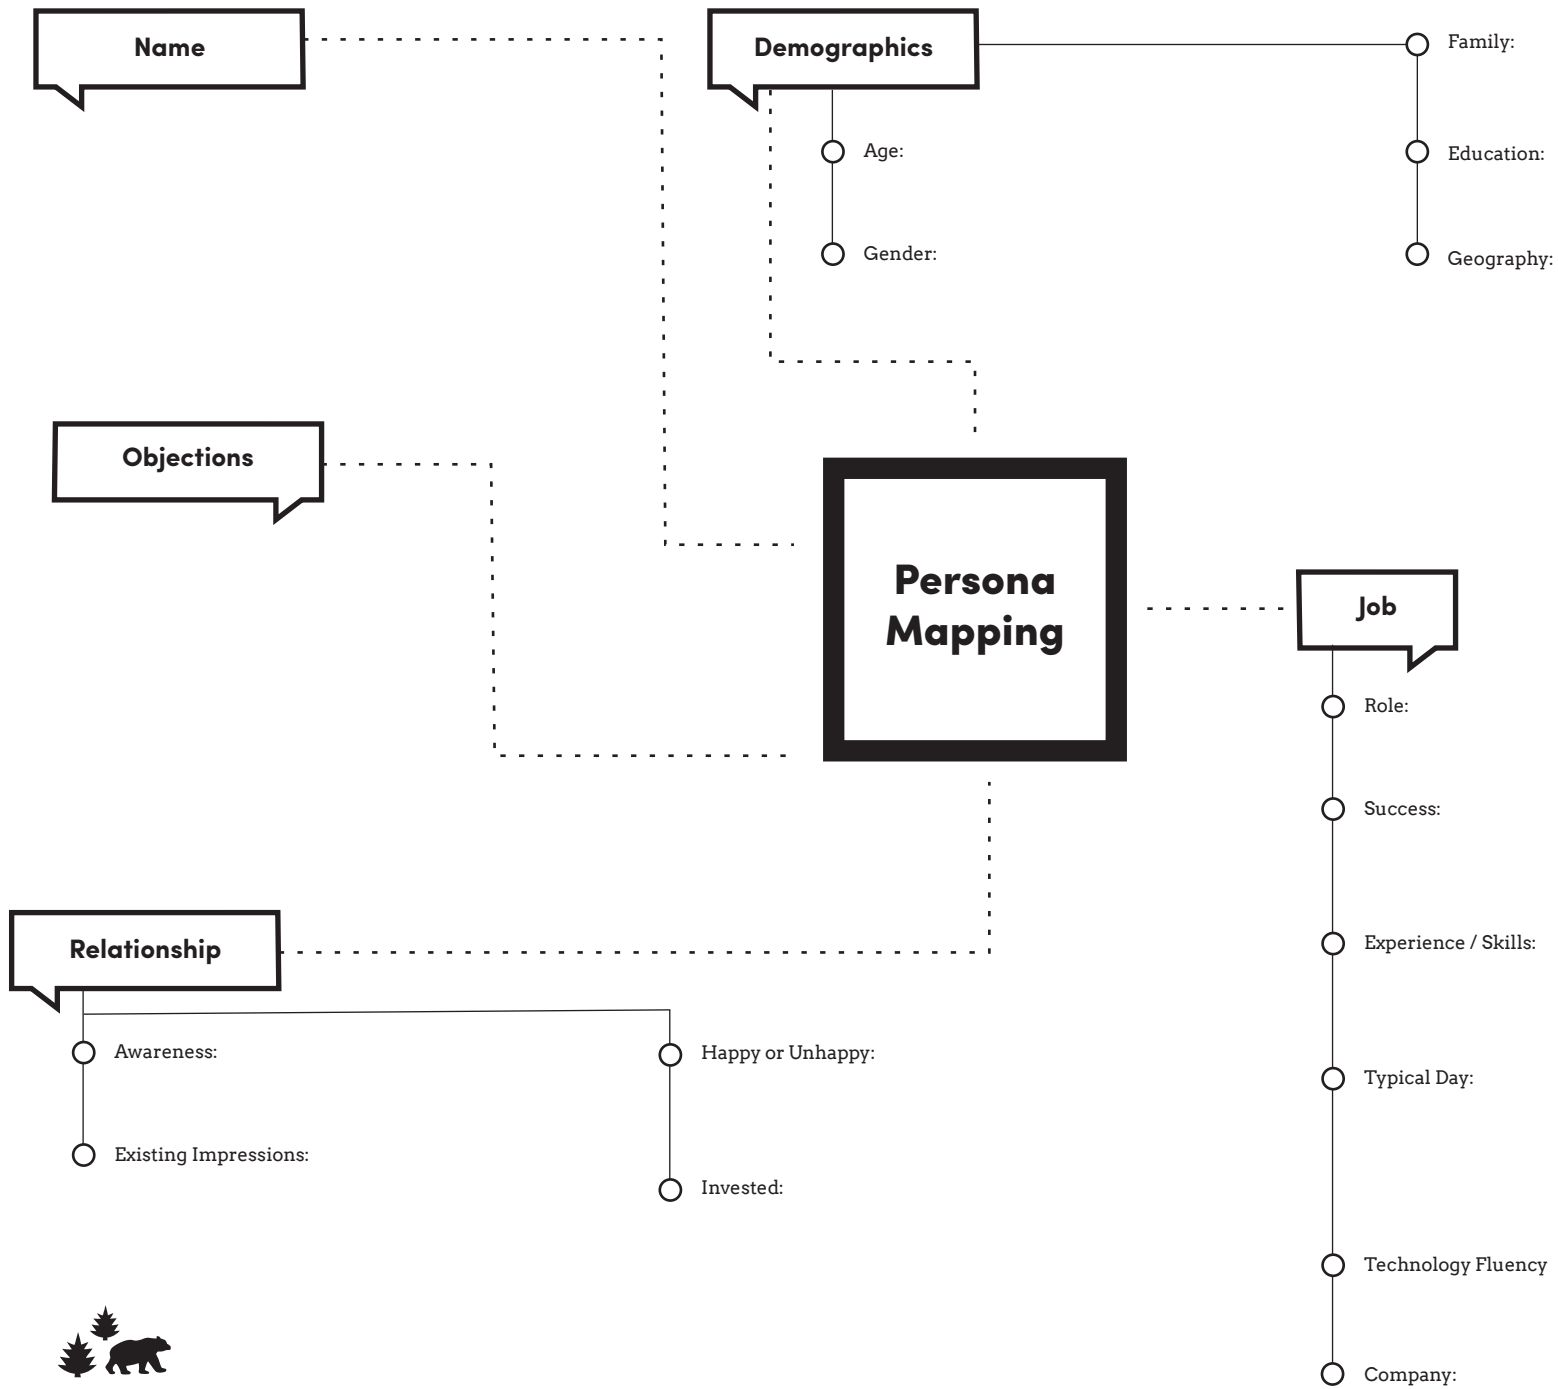 Name
Demographics
Family:
Age:
Education:
Gender:
Geography:
Objections
Persona
Mapping
Job
Role:
Success:
Relationship
Experience / Skills:
Awareness:
Happy or Unhappy:
Typical Day:
Existing Impressions:
Invested:
Technology Fluency
Company: